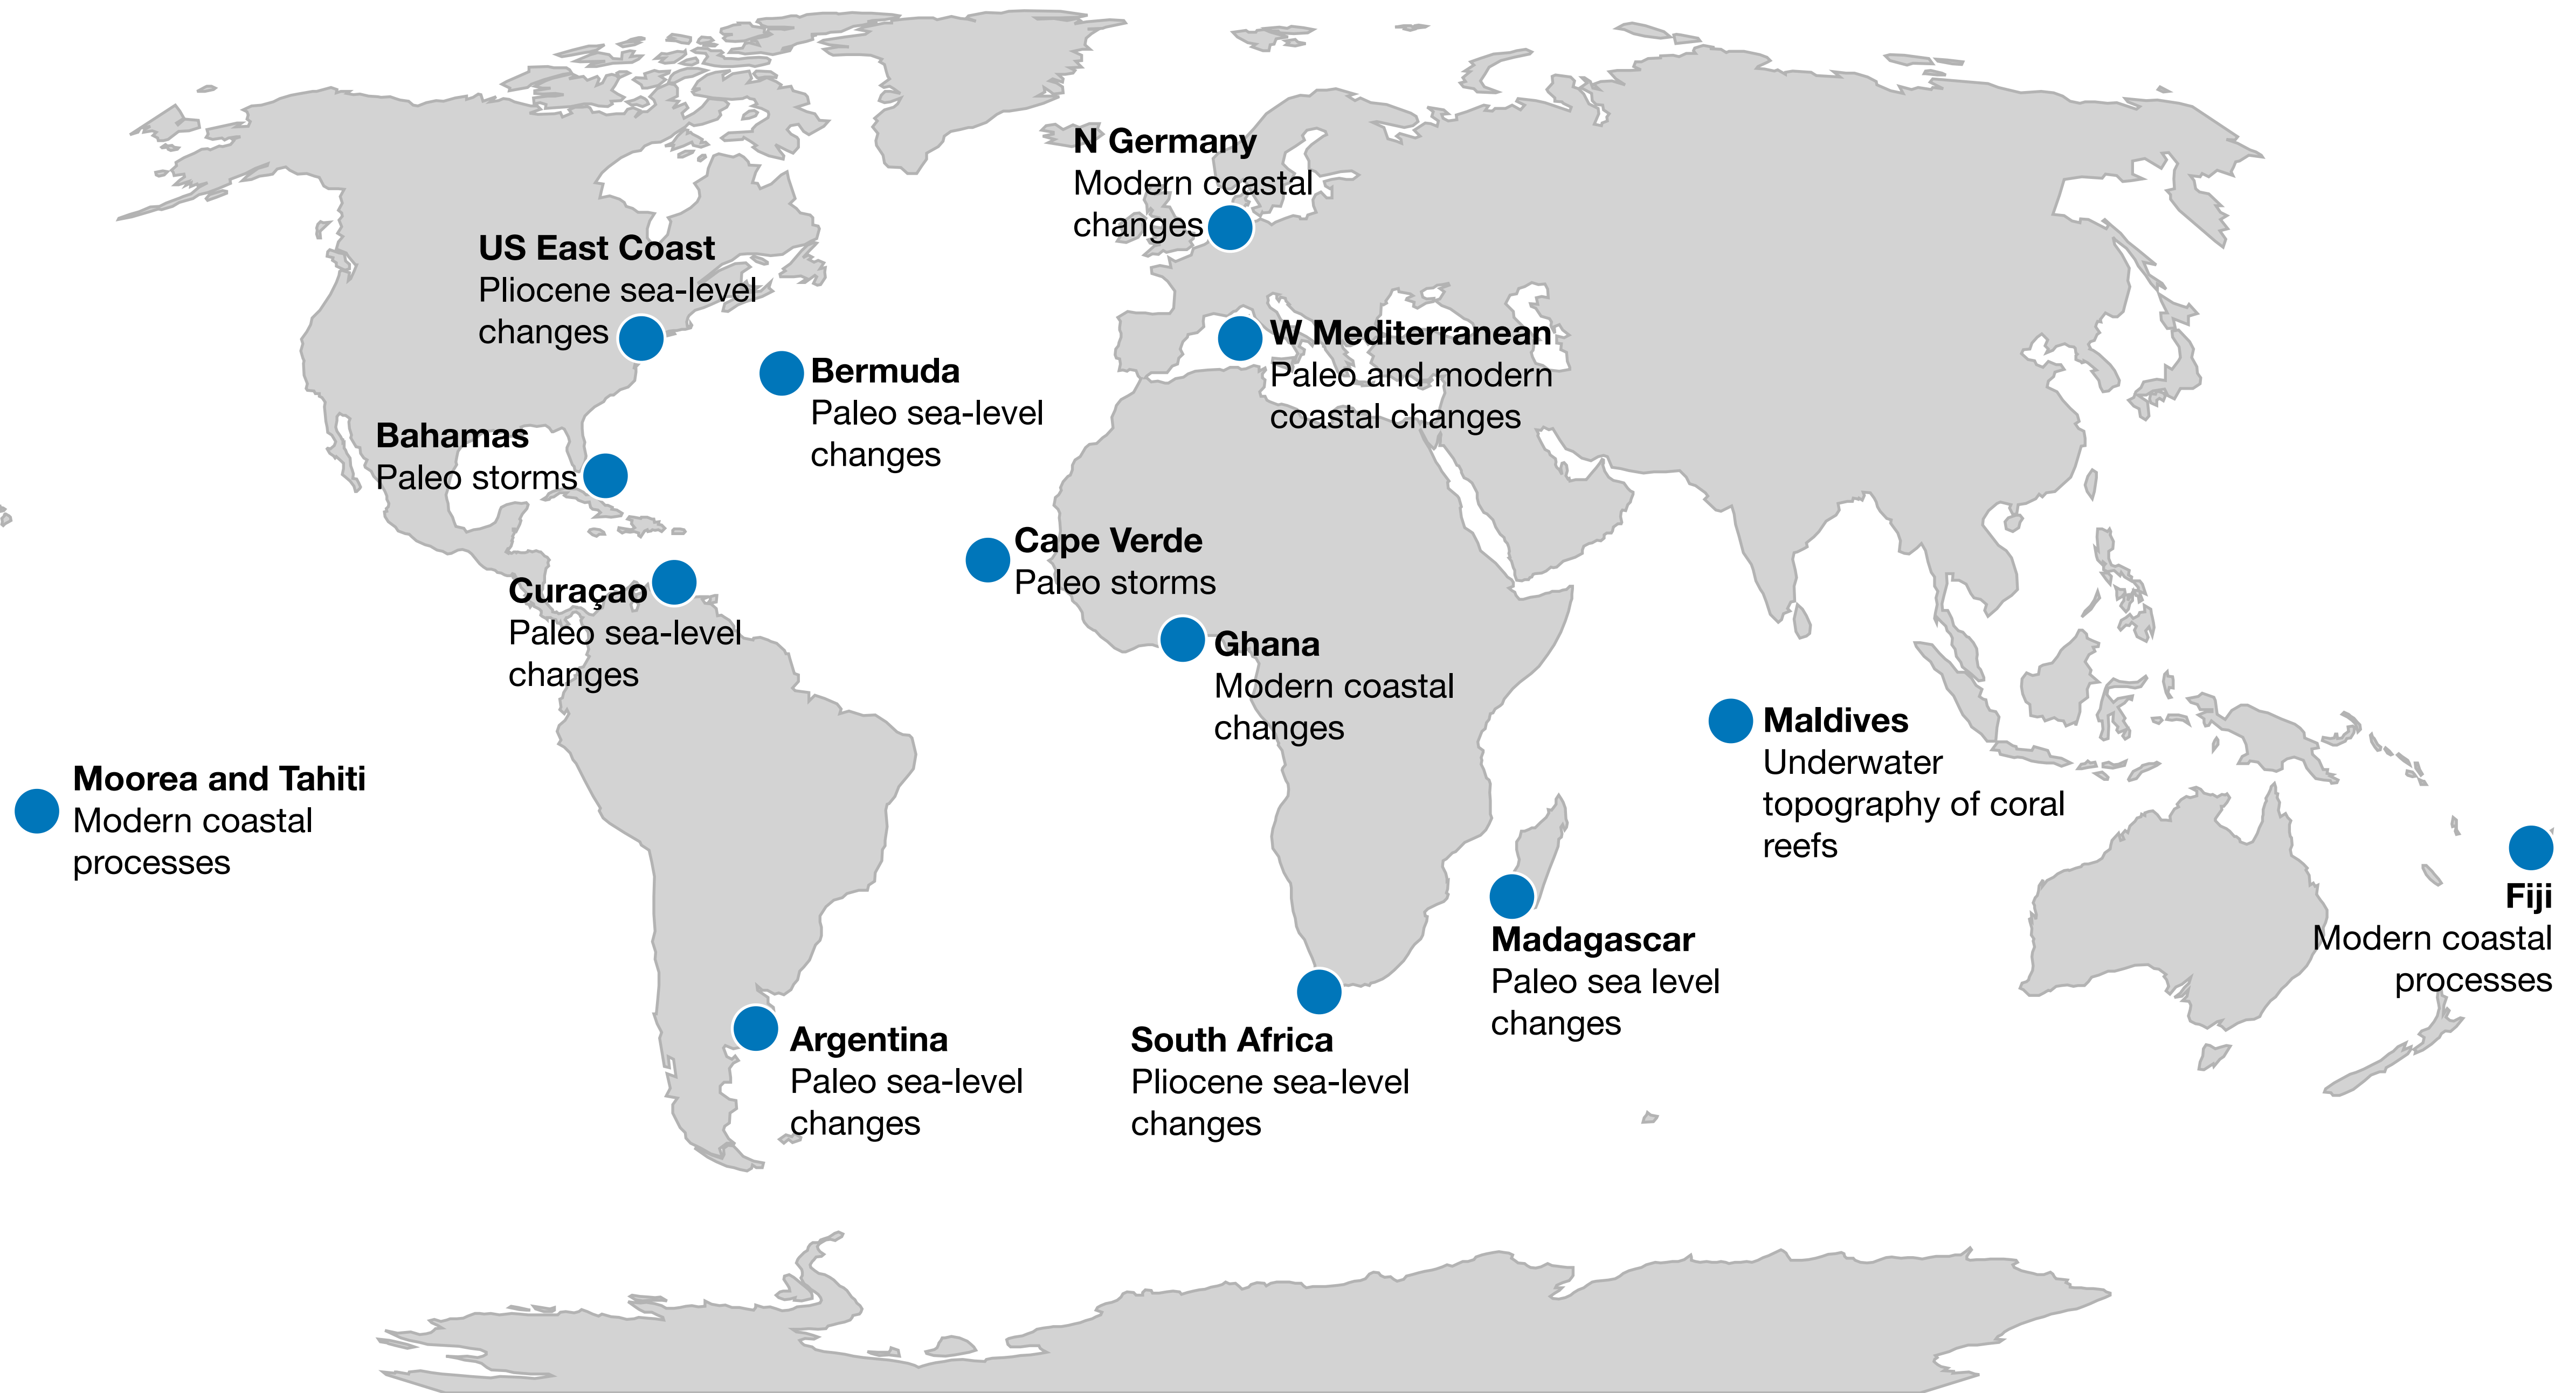 N Germany
Modern coastal
changes
US East Coast
Pliocene sea-level
changes
W Mediterranean
Paleo and modern
coastal changes
Bermuda
Paleo sea-level
changes
Bahamas
Paleo storms
Cape Verde
Paleo storms
Curaçao
Paleo sea-level
changes
Ghana
Modern coastal
changes
Maldives
Underwater
topography of coral
reefs
Moorea and Tahiti
Modern coastal
processes
Fiji
Modern coastal
processes
Madagascar
Paleo sea level
changes
Argentina
Paleo sea-level
changes
South Africa
Pliocene sea-level
changes